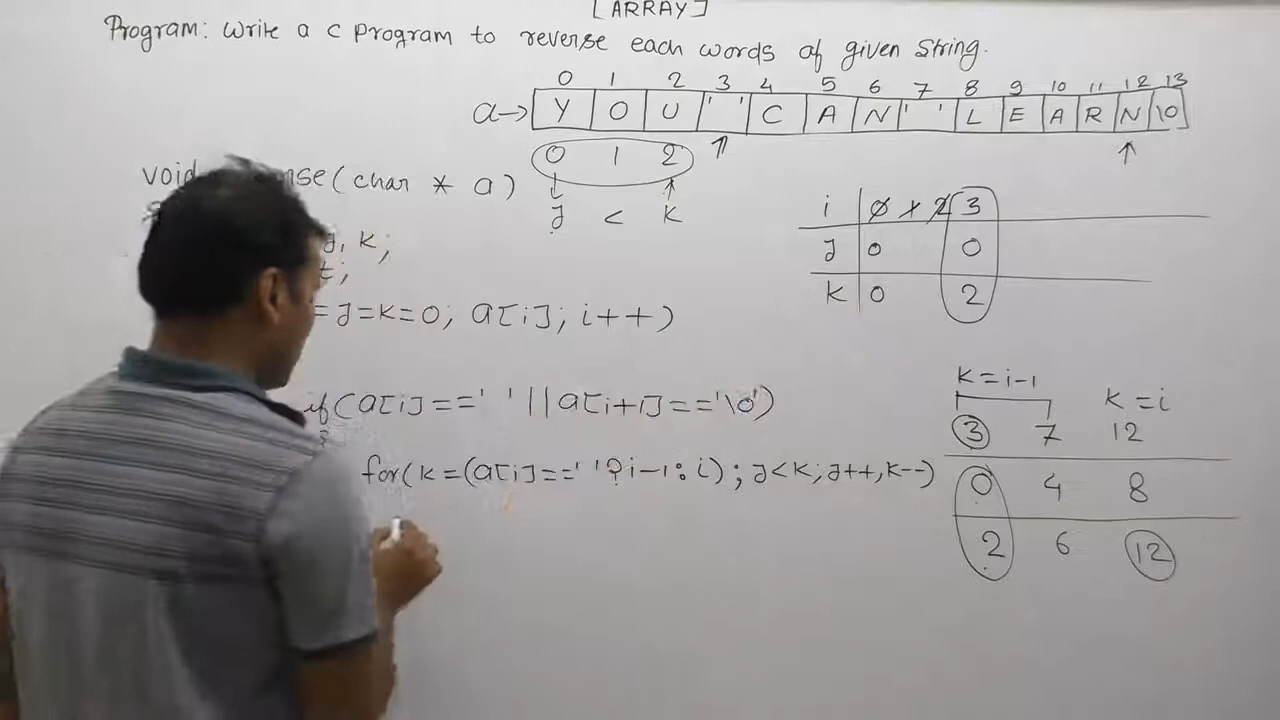 [ARRAY]
Program: Write a C program to reverse each words of given string.
0 1 2 3 4 5 6 7 8 9 10 11 12 13
a→ Y O U ' ' C A N ' ' L E A R N \0
0 1 2
J < K
void (char * a)
J, K;
t;
= J=K=0; a[i]; i++)
if(a[i]==' '||a[i+1]=='\0')
for(K=(a[i]==' '?i-1:i); J<K; J++,K--)
i 0 1 2 3
J 0 0
K 0 2
K=i-1 K=i
3 7 12
0 4 8
2 6 12